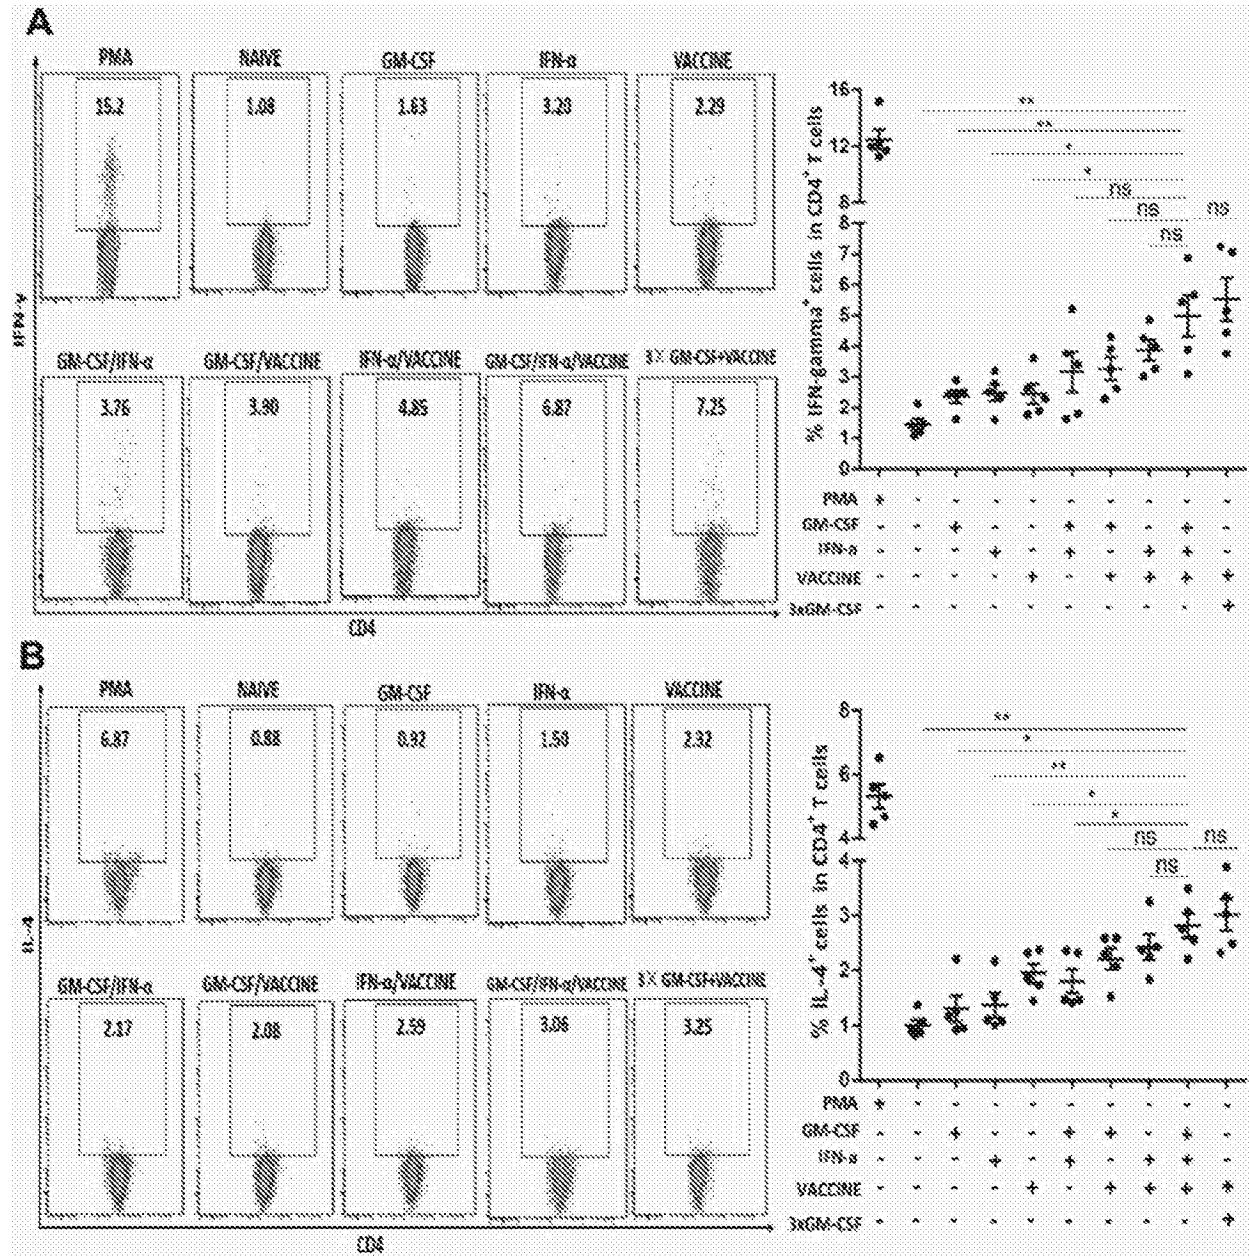 A
PMA NAIVE GM-CSF IFN-α VACCINE
15.2 1.08 1.63 3.20 2.29
IFN-γ
GM-CSF/IFN-α GM-CSF/VACCINE IFN-α/VACCINE GM-CSF/IFN-α/VACCINE 3X GM-CSF+VACCINE
3.76 3.90 4.85 6.87 7.25
CD4
% IFN-gamma⁺ cells in CD4⁺ T cells
16
12
8
8
7
6
5
4
3
2
1
0
**
**
*
*
ns
ns ns
ns
PMA + - - - - - - - - -
GM-CSF - - + - - + + - + -
IFN-a - - - + - + - + + -
VACCINE - - - - + - + + + +
3xGM-CSF - - - - - - - - - +
B
PMA NAIVE GM-CSF IFN-α VACCINE
6.87 0.88 0.92 1.50 2.32
IL-4
GM-CSF/IFN-α GM-CSF/VACCINE IFN-α/VACCINE GM-CSF/IFN-α/VACCINE 3X GM-CSF+VACCINE
2.17 2.08 2.59 3.06 3.25
CD4
% IL-4⁺ cells in CD4⁺ T cells
8
6
4
4
3
2
1
0
**
*
**
*
*
ns ns
ns
PMA + - - - - - - - - -
GM-CSF - - + - - + + - + -
IFN-a - - - + - + - + + -
VACCINE - - - - + - + + + +
3xGM-CSF - - - - - - - - - +